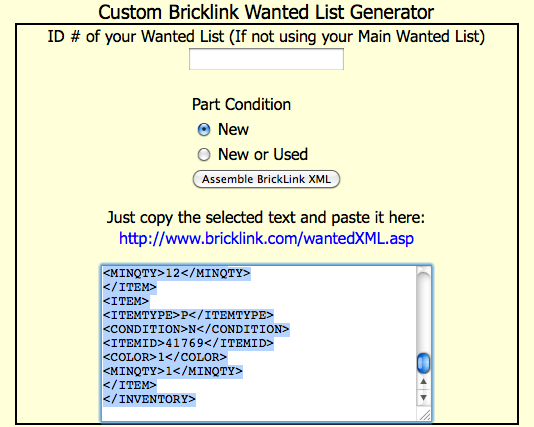 Custom Bricklink Wanted List Generator
ID # of your Wanted List (If not using your Main Wanted List)
Part Condition
New
New or Used
Assemble BrickLink XML
Just copy the selected text and paste it here:
http://www.bricklink.com/wantedXML.asp
<MINQTY>12</MINQTY>
</ITEM>
<ITEM>
<ITEMTYPE>P</ITEMTYPE>
<CONDITION>N</CONDITION>
<ITEMID>41769</ITEMID>
<COLOR>1</COLOR>
<MINQTY>1</MINQTY>
</ITEM>
</INVENTORY>